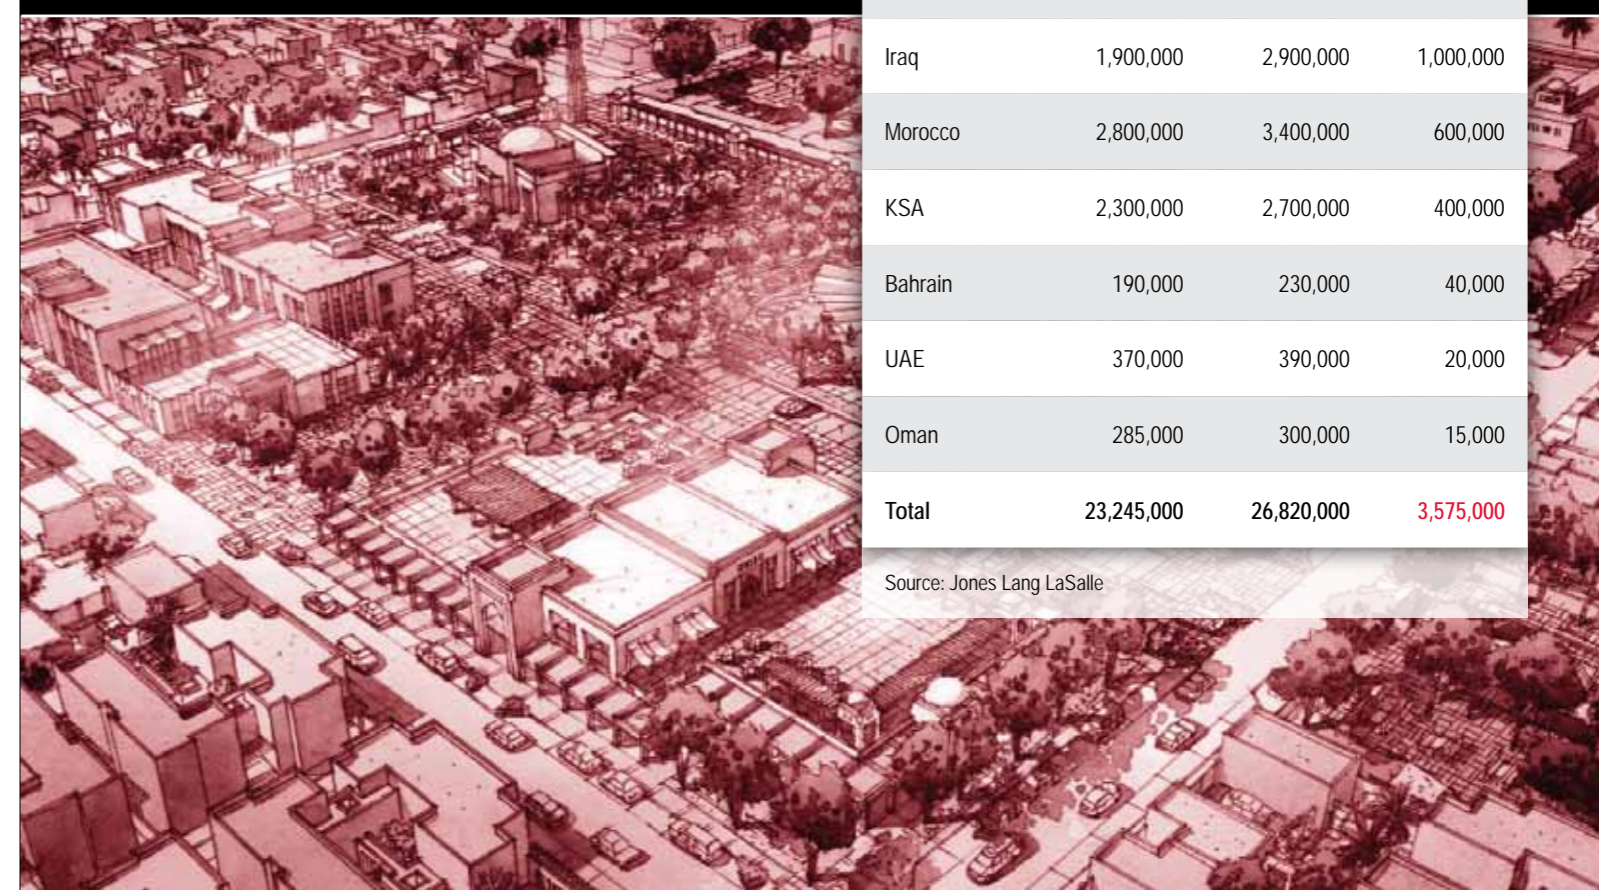 Iraq 1,900,000 2,900,000 1,000,000
Morocco 2,800,000 3,400,000 600,000
KSA 2,300,000 2,700,000 400,000
Bahrain 190,000 230,000 40,000
UAE 370,000 390,000 20,000
Oman 285,000 300,000 15,000
Total 23,245,000 26,820,000 3,575,000
Source: Jones Lang LaSalle